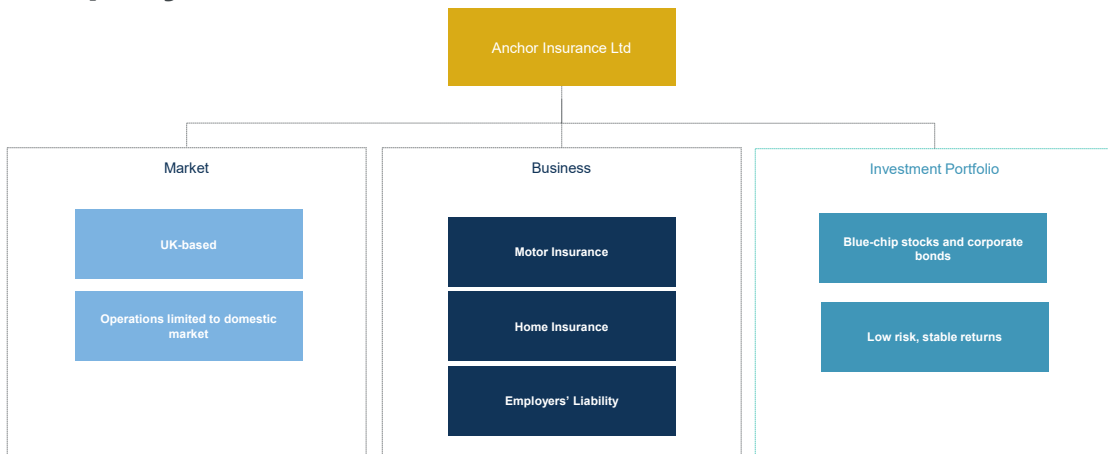 Anchor Insurance Ltd
Market
UK-based
Operations limited to domestic
market
Business
Motor Insurance
Home Insurance
Employers’ Liability
Investment Portfolio
Blue-chip stocks and corporate
bonds
Low risk, stable returns